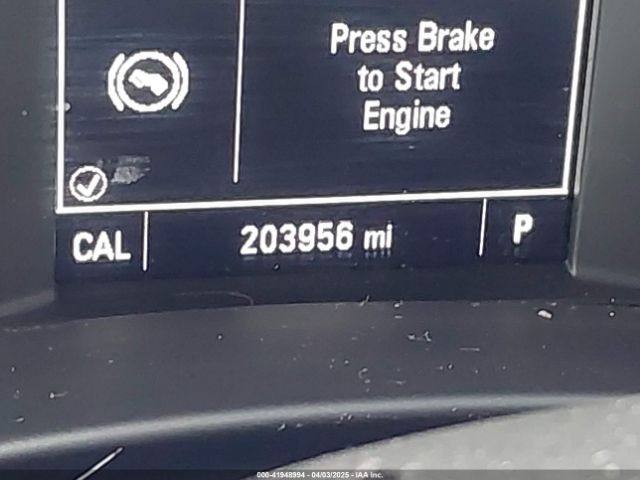 Press Brake
to Start
Engine
CAL 203956 mi P
000-41948994 - 04/03/2025 - IAA Inc.